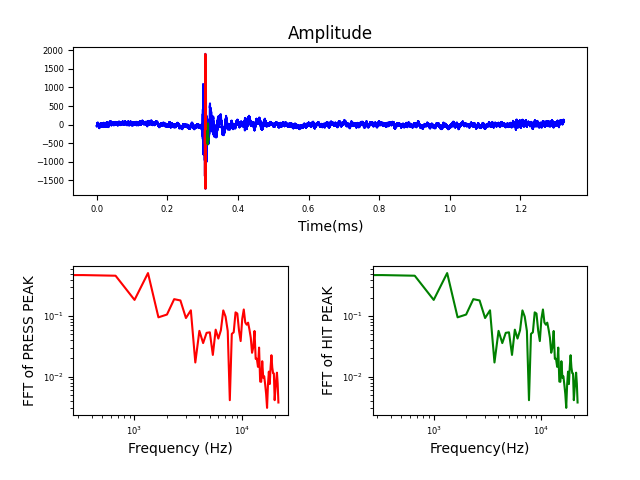 Amplitude
2000
1500
1000
500
0
−500
−1000
−1500
0.0 0.2 0.4 0.6 0.8 1.0 1.2
Time(ms)
FFT of PRESS PEAK
10⁻¹
10⁻²
10³ 10⁴
Frequency (Hz)
FFT of HIT PEAK
10⁻¹
10⁻²
10³ 10⁴
Frequency(Hz)